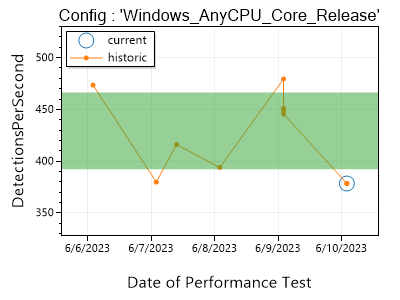 Config : 'Windows_AnyCPU_Core_Release'
current
historic
DetectionsPerSecond
500
450
400
350
6/6/2023
6/7/2023
6/8/2023
6/9/2023
6/10/2023
Date of Performance Test